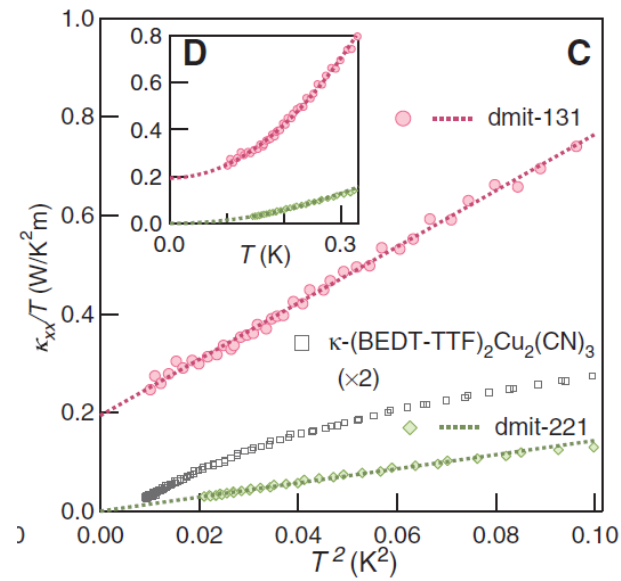 C
D
1.0
0.8
0.6
0.4
0.2
0.0
κxx/T (W/K²m)
0.8
0.6
0.4
0.2
0.0
0.0
0.3
T (K)
dmit-131
κ-(BEDT-TTF)₂Cu₂(CN)₃
(×2)
dmit-221
0
0.00
0.02
0.04
0.06
0.08
0.10
T² (K²)